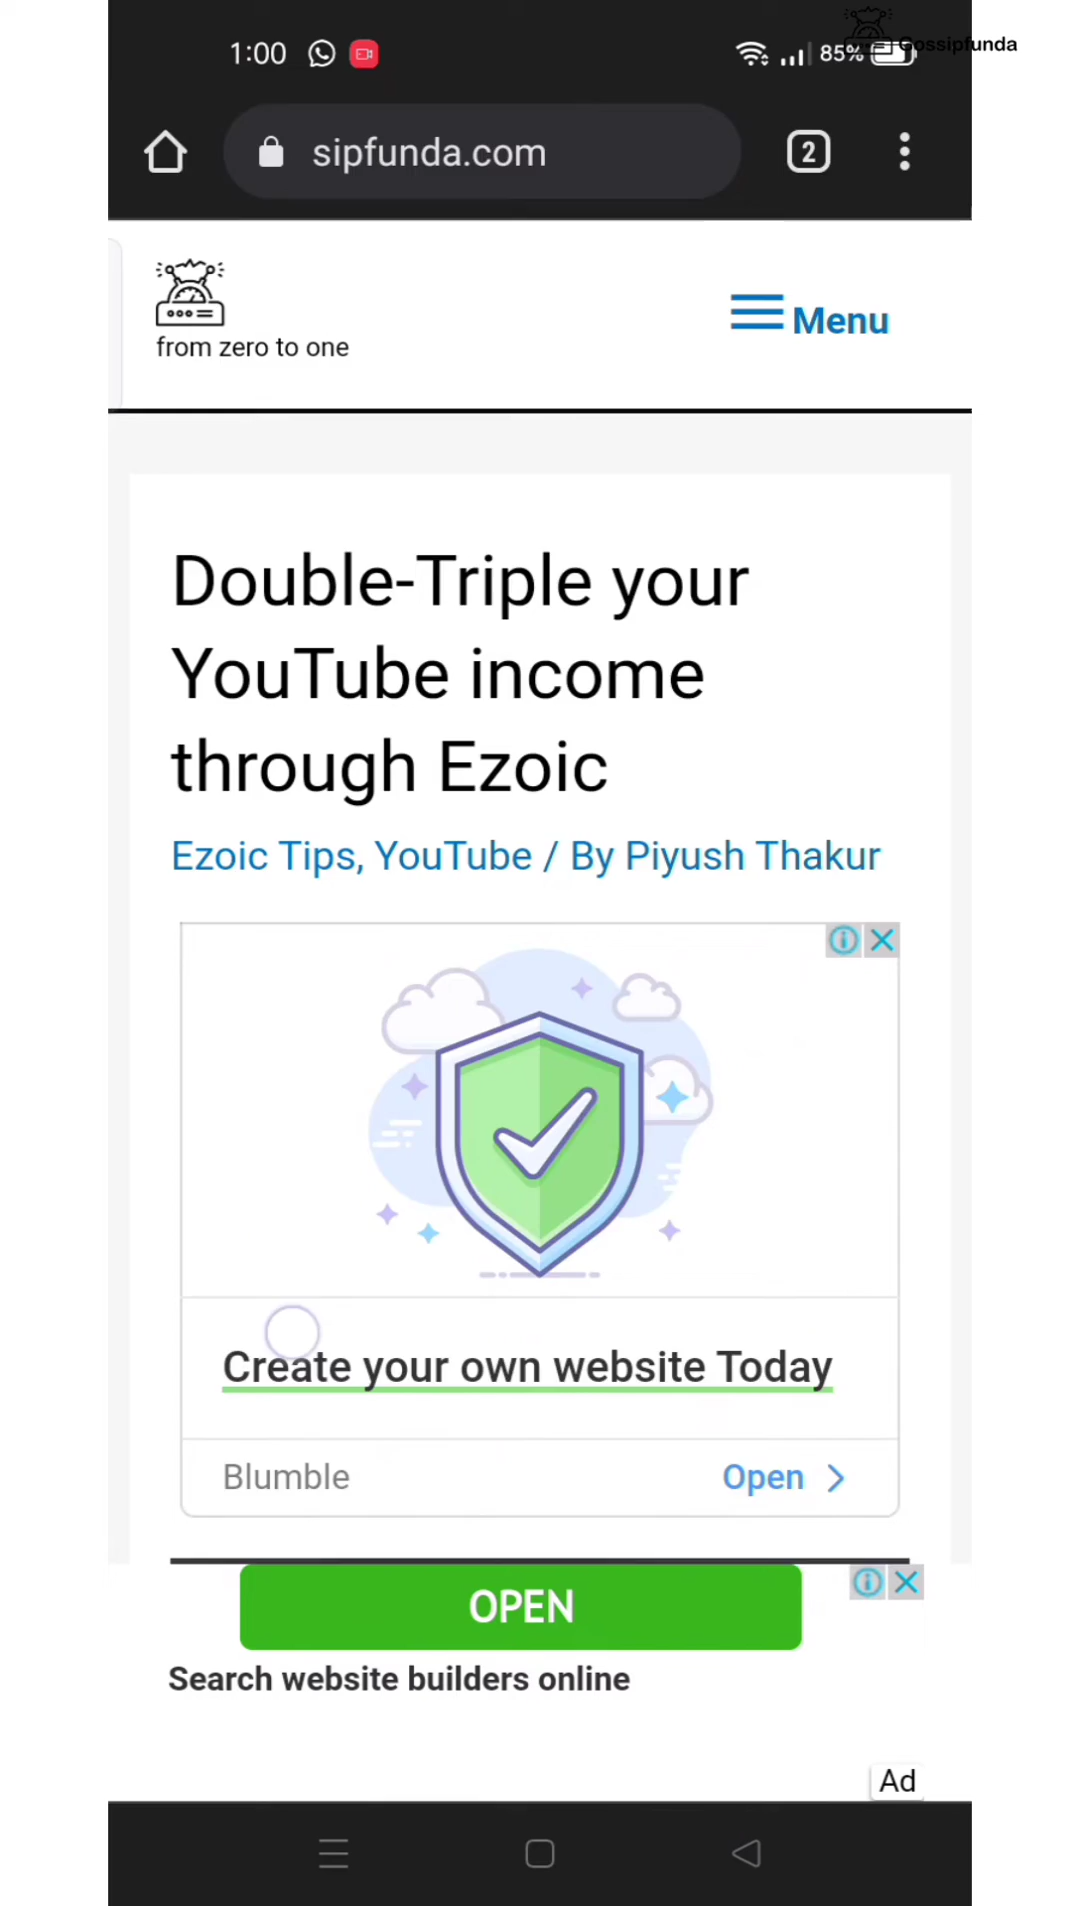 1:00
85%
Gossipfunda
sipfunda.com
2
from zero to one
Menu
Double-Triple your
YouTube income
through Ezoic
Ezoic Tips, YouTube / By Piyush Thakur
Create your own website Today
Blumble
Open
OPEN
Search website builders online
Ad